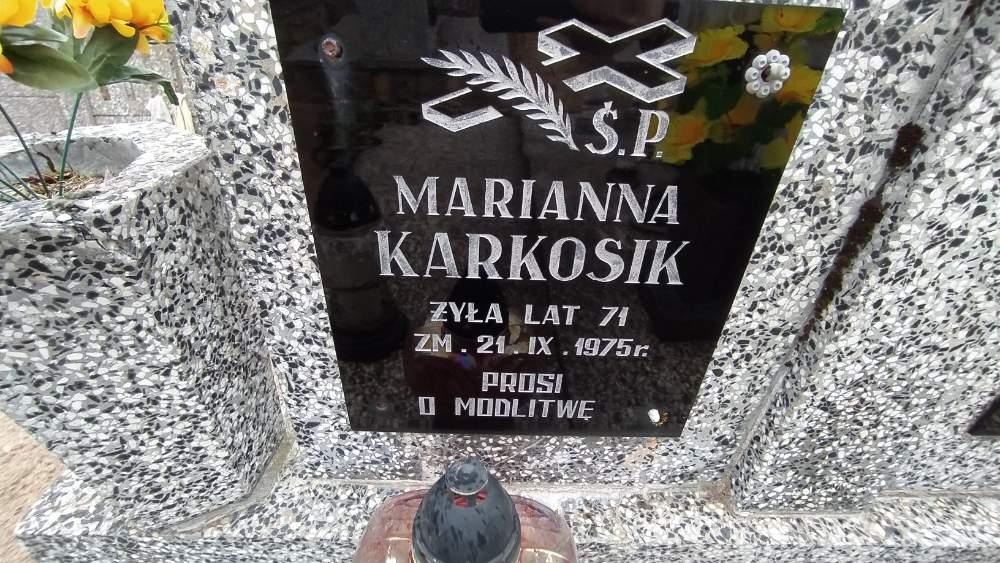 Ś.P.
MARIANNA
KARKOSIK
ŻYŁA LAT 71
ZM. 21.IX.1975r.
PROSI
O MODLITWĘ